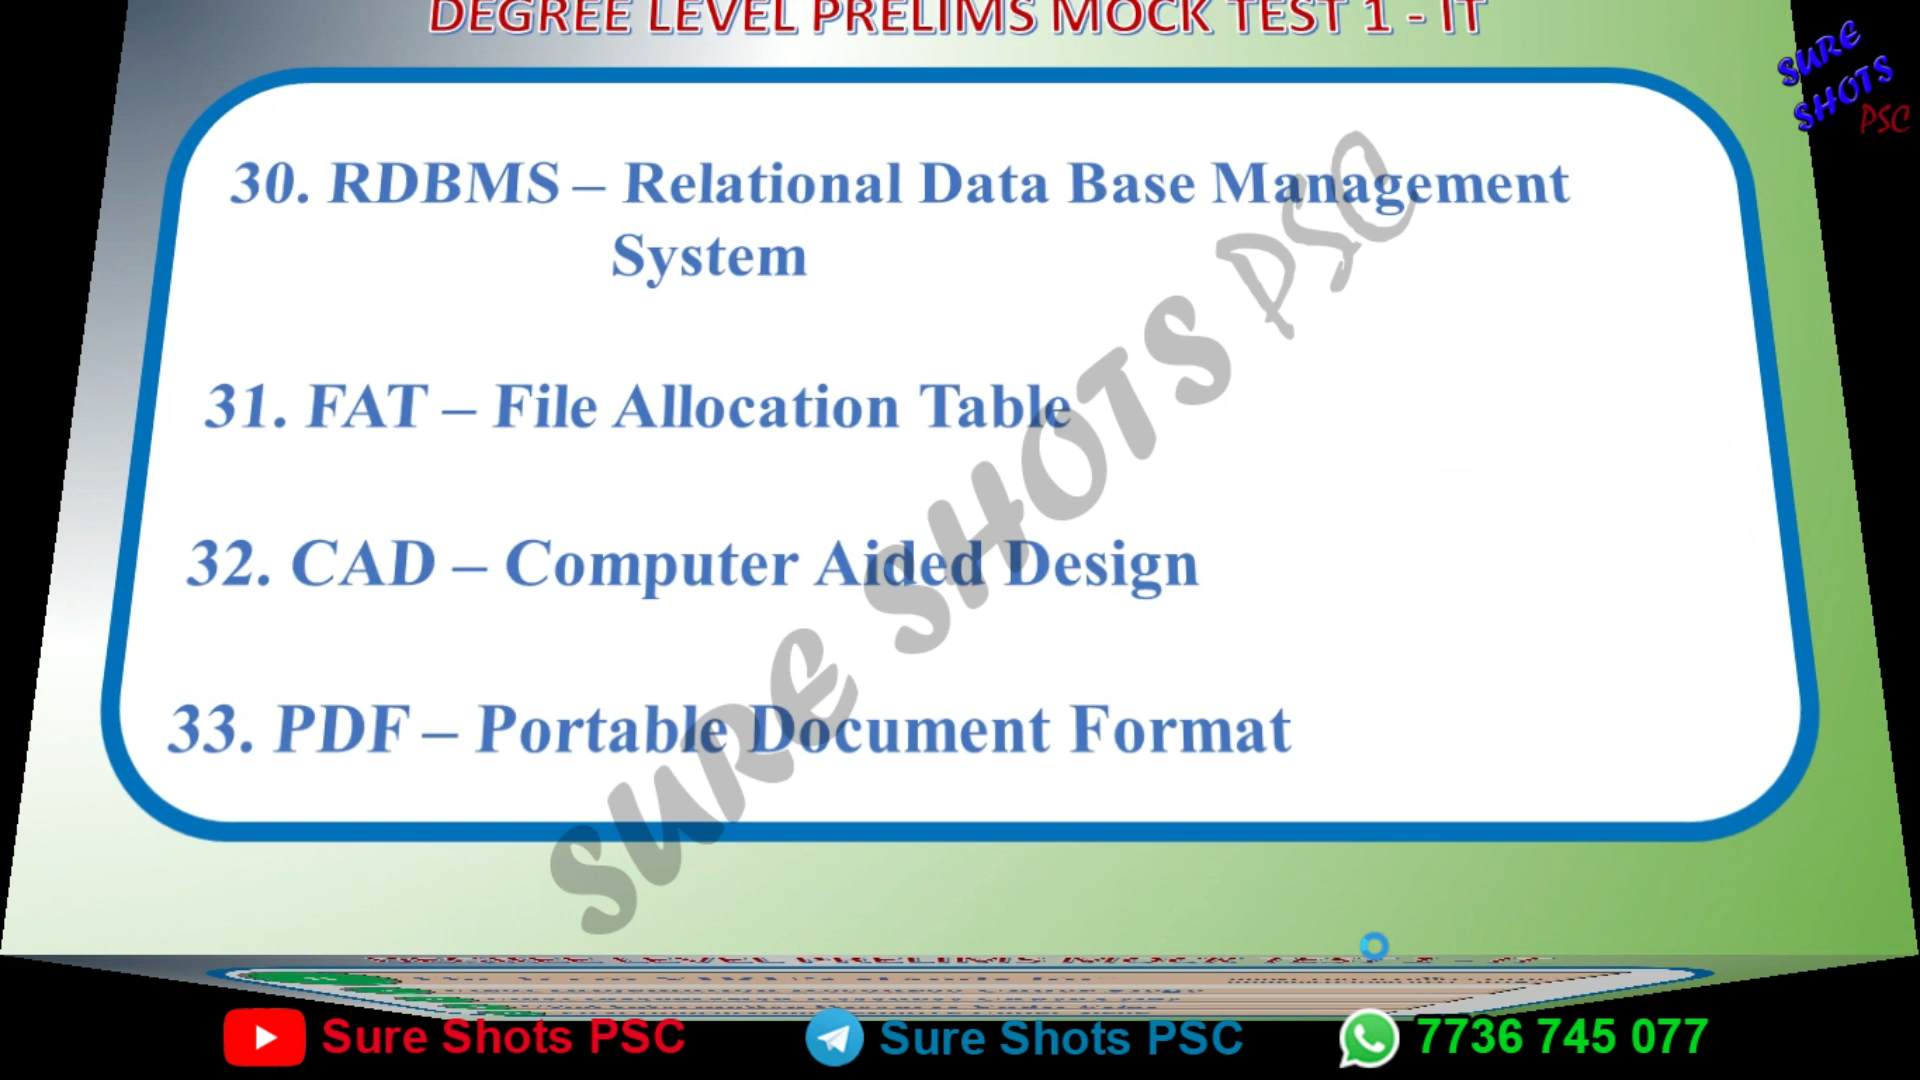 DEGREE LEVEL PRELIMS MOCK TEST 1 - IT
SURE
SHOTS
PSC
30. RDBMS – Relational Data Base Management
System
31. FAT – File Allocation Table
32. CAD – Computer Aided Design
33. PDF – Portable Document Format
SURE SHOTS PSC
Sure Shots PSC
Sure Shots PSC
7736 745 077